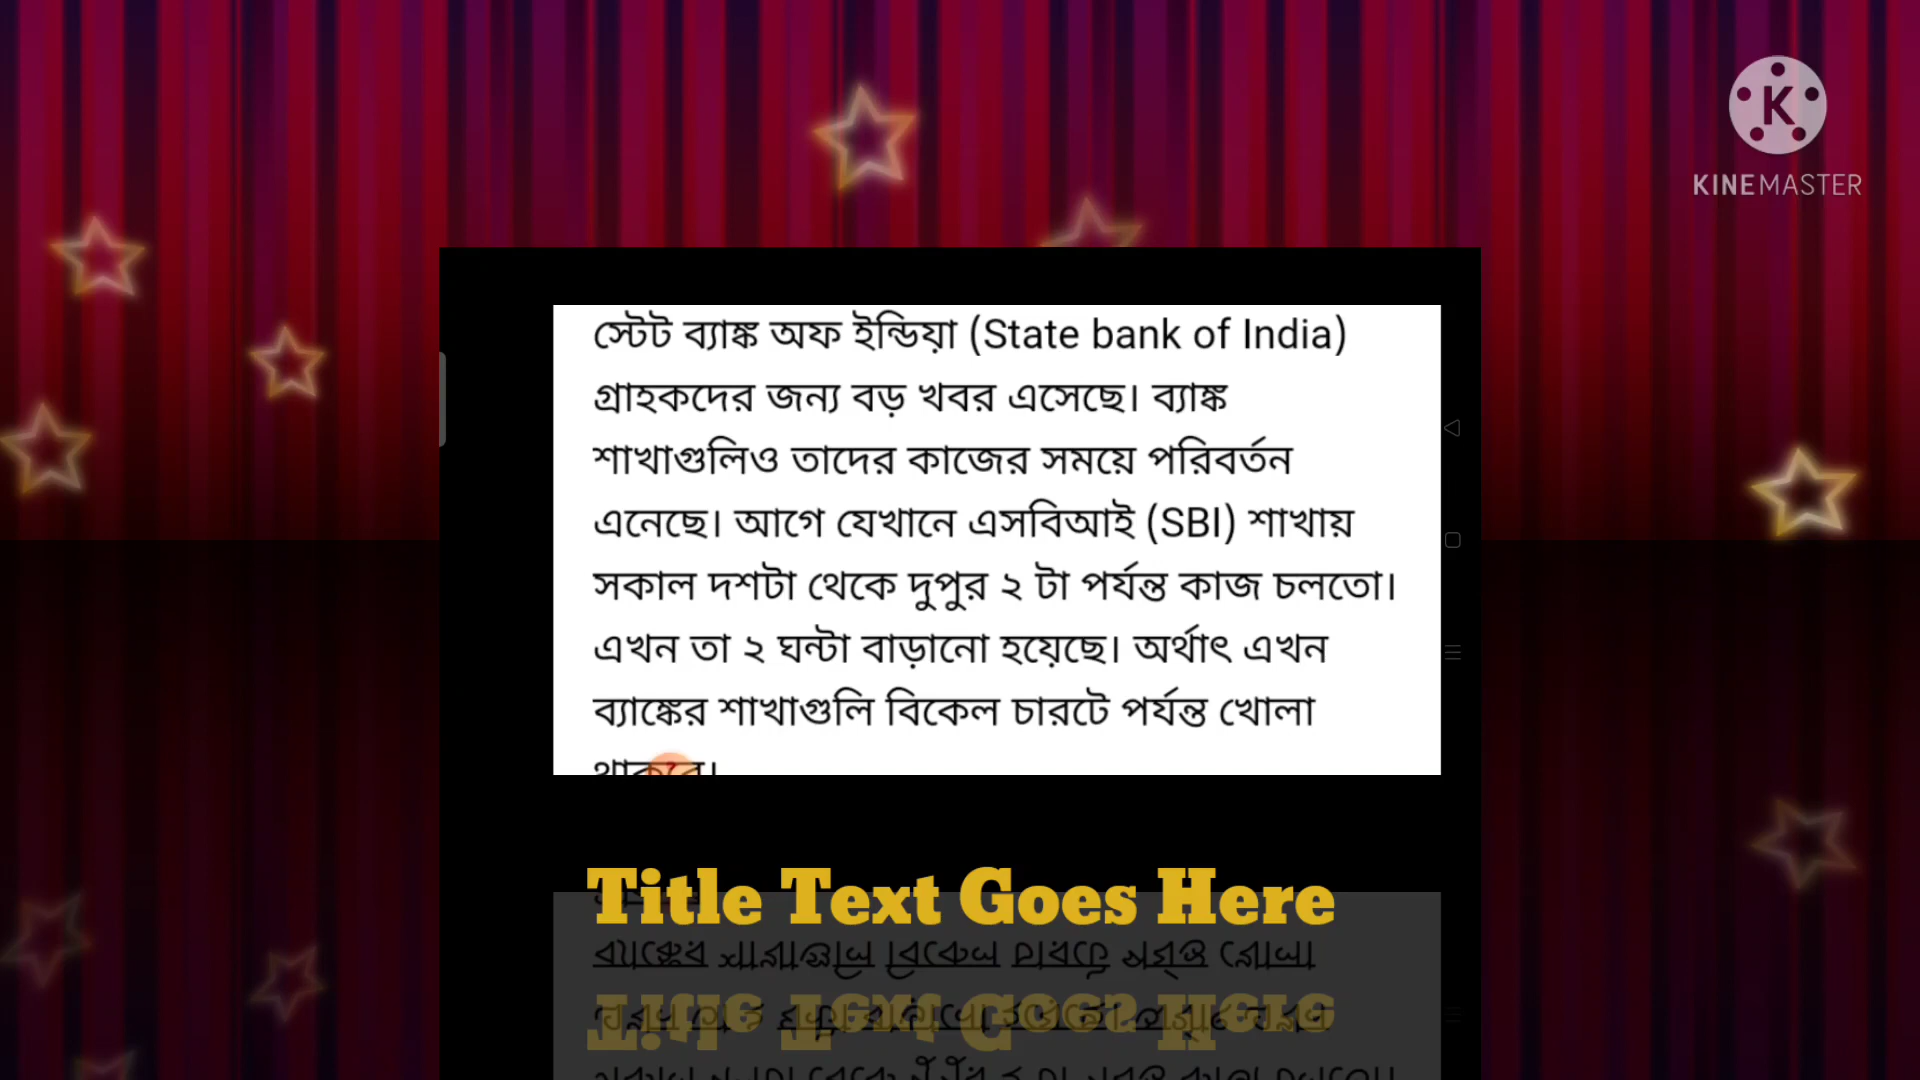 KINEMASTER
স্টেট ব্যাঙ্ক অফ ইন্ডিয়া (State bank of India)
গ্রাহকদের জন্য বড় খবর এসেছে। ব্যাঙ্ক
শাখাগুলিও তাদের কাজের সময়ে পরিবর্তন
এনেছে। আগে যেখানে এসবিআই (SBI) শাখায়
সকাল দশটা থেকে দুপুর ২ টা পর্যন্ত কাজ চলতো।
এখন তা ২ ঘন্টা বাড়ানো হয়েছে। অর্থাৎ এখন
ব্যাঙ্কের শাখাগুলি বিকেল চারটে পর্যন্ত খোলা
থাকবে।
Title Text Goes Here